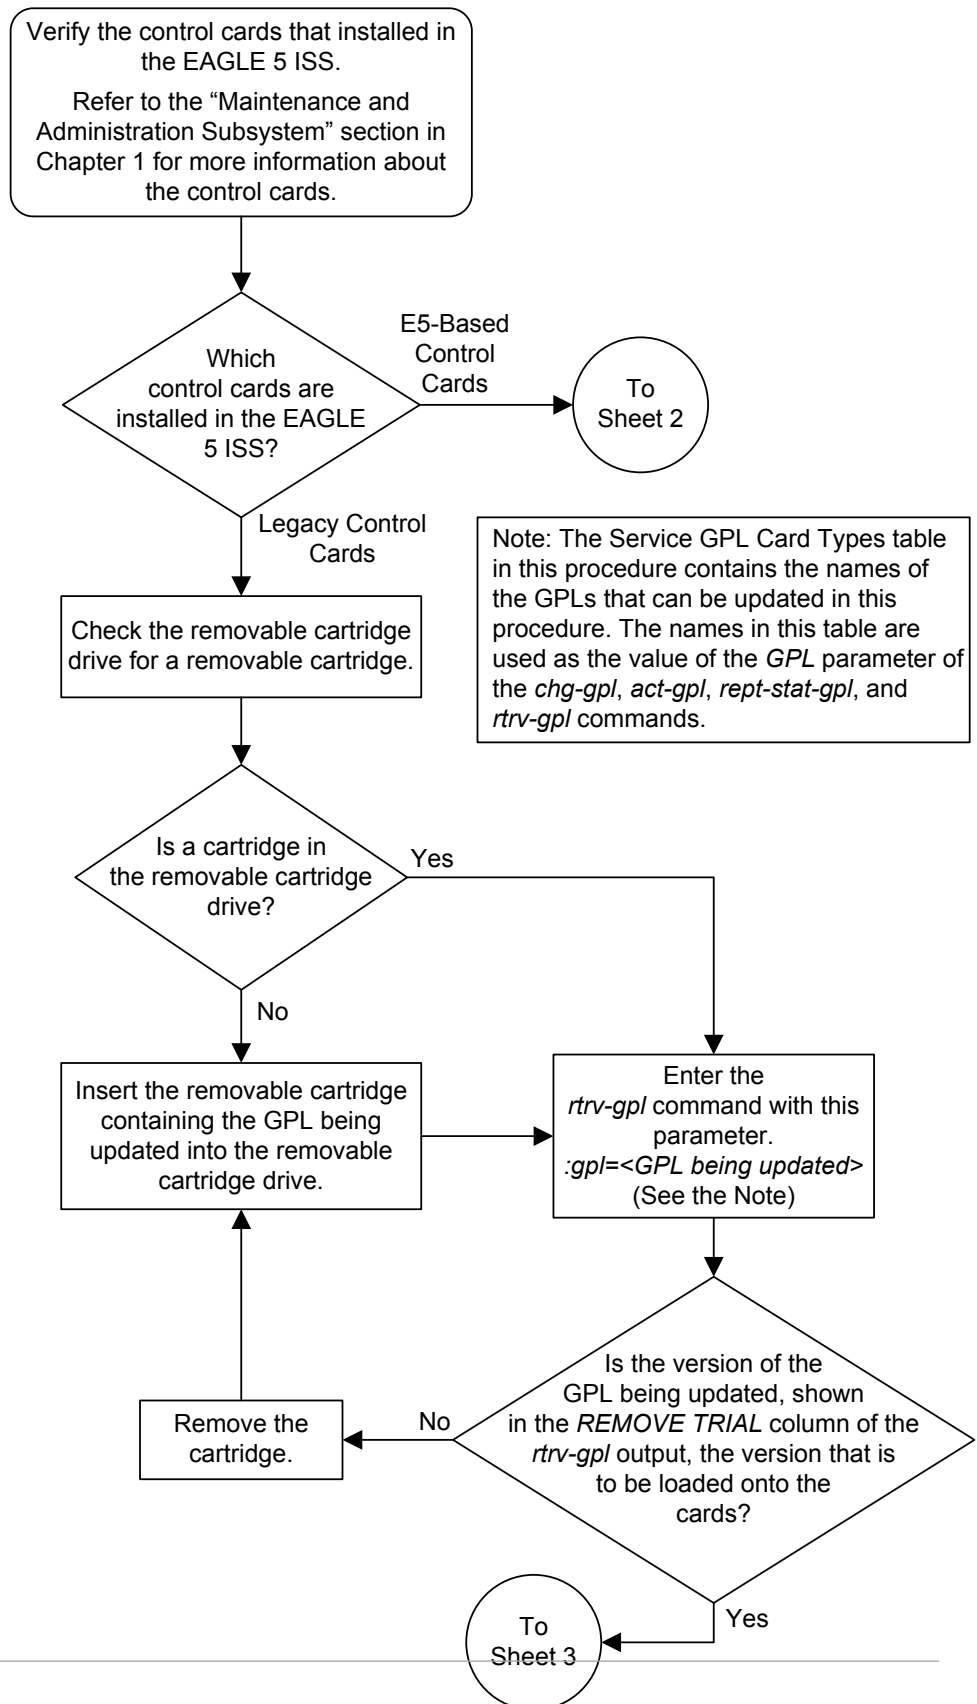 Verify the control cards that installed in
the EAGLE 5 ISS.
Refer to the “Maintenance and
Administration Subsystem” section in
Chapter 1 for more information about
the control cards.
Which
control cards are
installed in the EAGLE
5 ISS?
E5-Based
Control
Cards
To
Sheet 2
Legacy Control
Cards
Note: The Service GPL Card Types table
in this procedure contains the names of
the GPLs that can be updated in this
procedure. The names in this table are
used as the value of the GPL parameter of
the chg-gpl, act-gpl, rept-stat-gpl, and
rtrv-gpl commands.
Check the removable cartridge
drive for a removable cartridge.
Is a cartridge in
the removable cartridge
drive?
Yes
No
Insert the removable cartridge
containing the GPL being
updated into the removable
cartridge drive.
Enter the
rtrv-gpl command with this
parameter.
:gpl=<GPL being updated>
(See the Note)
Is the version of the
GPL being updated, shown
in the REMOVE TRIAL column of the
rtrv-gpl output, the version that is
to be loaded onto the
cards?
No
Remove the
cartridge.
Yes
To
Sheet 3